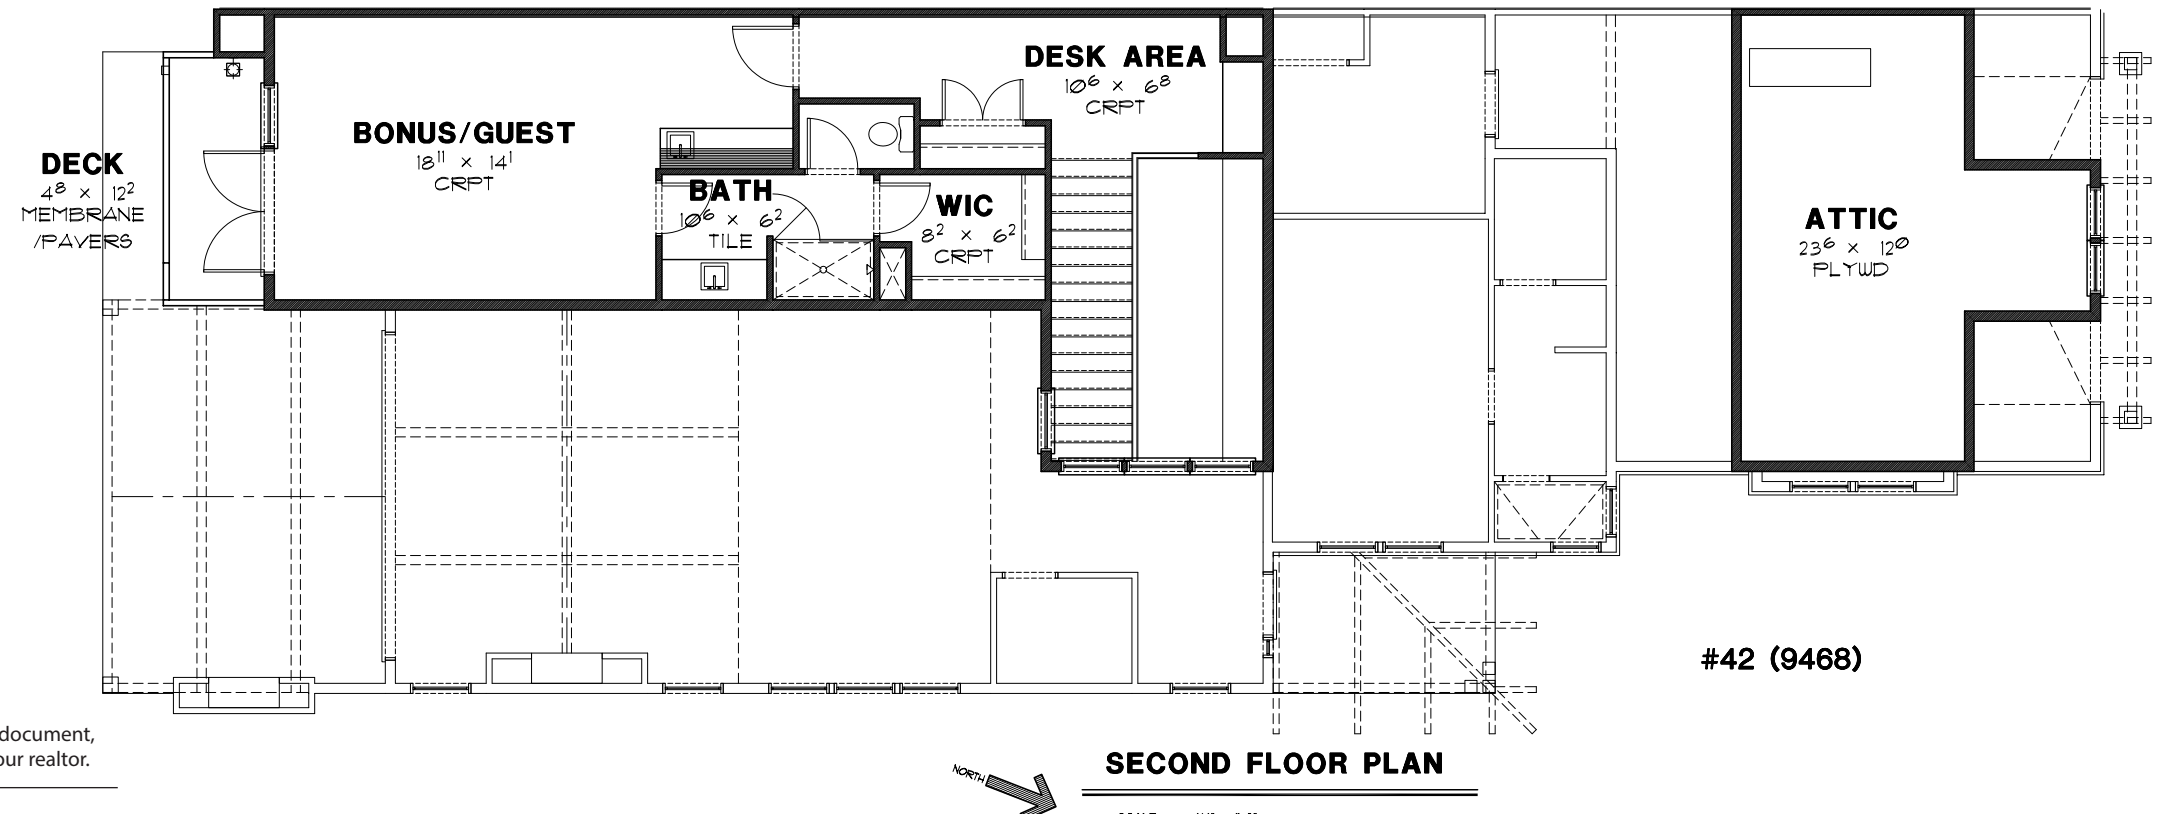 DESK AREA
10⁶ x 6⁸
CRPT
BONUS/GUEST
18¹¹ x 14¹
CRPT
DECK
4⁸ x 12²
MEMBRANE
/PAVERS
BATH
10⁶ x 6²
TILE
WIC
8² x 6²
CRPT
ATTIC
23⁶ x 12⁰
PLYWD
#42 (9468)
document,
our realtor.
NORTH
SECOND FLOOR PLAN